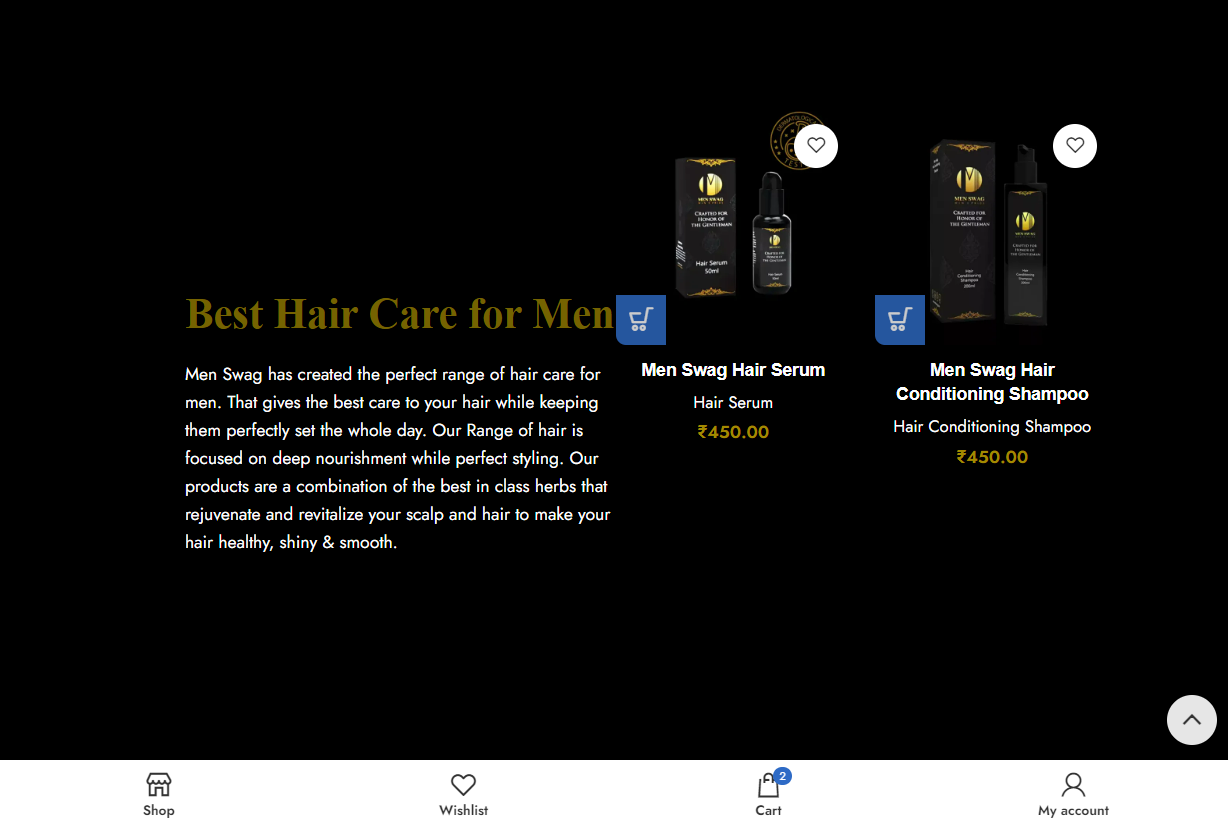 Best Hair Care for Men
Men Swag has created the perfect range of hair care for
men. That gives the best care to your hair while keeping
them perfectly set the whole day. Our Range of hair is
focused on deep nourishment while perfect styling. Our
products are a combination of the best in class herbs that
rejuvenate and revitalize your scalp and hair to make your
hair healthy, shiny & smooth.
MEN SWAG
CRAFTED FOR
HONOR OF
THE GENTLEMAN
Hair Serum
50ml
Men Swag Hair Serum
Hair Serum
₹450.00
MEN SWAG
CRAFTED FOR
HONOR OF
THE GENTLEMAN
Hair
Conditioning
Shampoo
200ml
Men Swag Hair
Conditioning Shampoo
Hair Conditioning Shampoo
₹450.00
Shop
Wishlist
2
Cart
My account